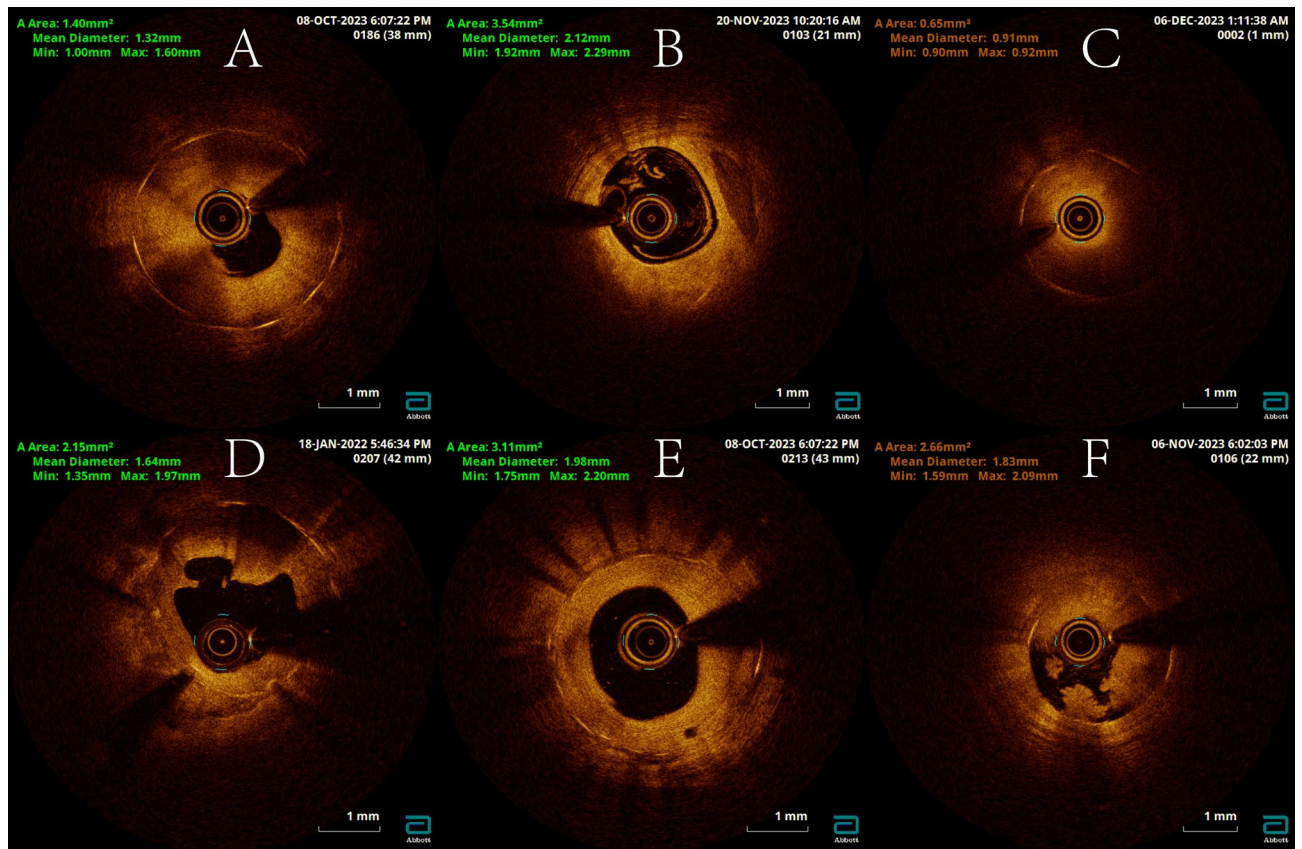 A Area: 1.40mm²
Mean Diameter: 1.32mm
Min: 1.00mm Max: 1.60mm
A
08-OCT-2023 6:07:22 PM
0186 (38 mm)
1 mm
Abbott
A Area: 3.54mm²
Mean Diameter: 2.12mm
Min: 1.92mm Max: 2.29mm
B
20-NOV-2023 10:20:16 AM
0103 (21 mm)
1 mm
Abbott
A Area: 0.65mm²
Mean Diameter: 0.91mm
Min: 0.90mm Max: 0.92mm
C
06-DEC-2023 1:11:38 AM
0002 (1 mm)
1 mm
Abbott
A Area: 2.15mm²
Mean Diameter: 1.64mm
Min: 1.35mm Max: 1.97mm
D
18-JAN-2022 5:46:34 PM
0207 (42 mm)
1 mm
Abbott
A Area: 3.11mm²
Mean Diameter: 1.98mm
Min: 1.75mm Max: 2.20mm
E
08-OCT-2023 6:07:22 PM
0213 (43 mm)
1 mm
Abbott
A Area: 2.66mm²
Mean Diameter: 1.83mm
Min: 1.59mm Max: 2.09mm
F
06-NOV-2023 6:02:03 PM
0106 (22 mm)
1 mm
Abbott